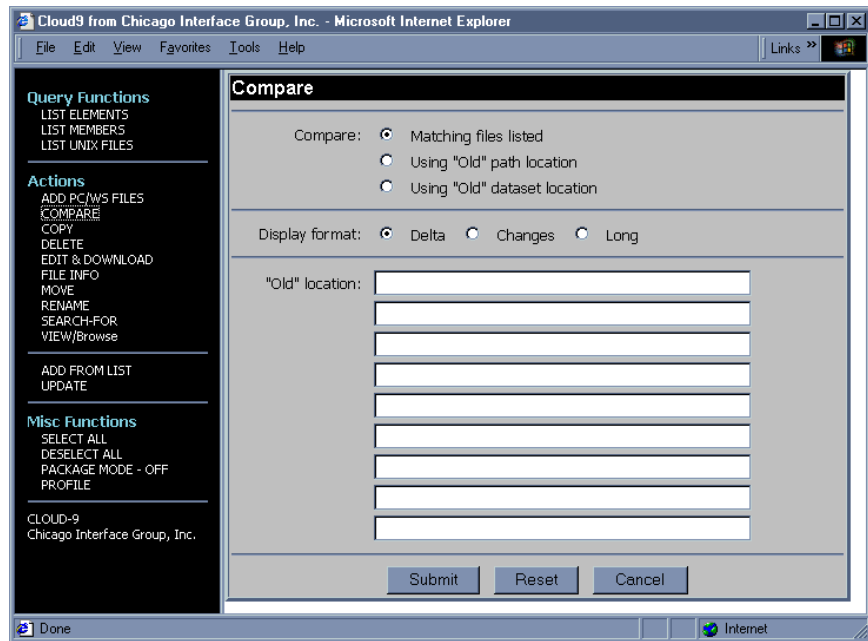 Cloud9 from Chicago Interface Group, Inc. - Microsoft Internet Explorer
File Edit View Favorites Tools Help Links »
Query Functions
LIST ELEMENTS
LIST MEMBERS
LIST UNIX FILES
Actions
ADD PC/WS FILES
COMPARE
COPY
DELETE
EDIT & DOWNLOAD
FILE INFO
MOVE
RENAME
SEARCH-FOR
VIEW/Browse
ADD FROM LIST
UPDATE
Misc Functions
SELECT ALL
DESELECT ALL
PACKAGE MODE - OFF
PROFILE
CLOUD-9
Chicago Interface Group, Inc.
Compare
Compare: Matching files listed
Using "Old" path location
Using "Old" dataset location
Display format: Delta Changes Long
"Old" location:
Submit Reset Cancel
Done Internet